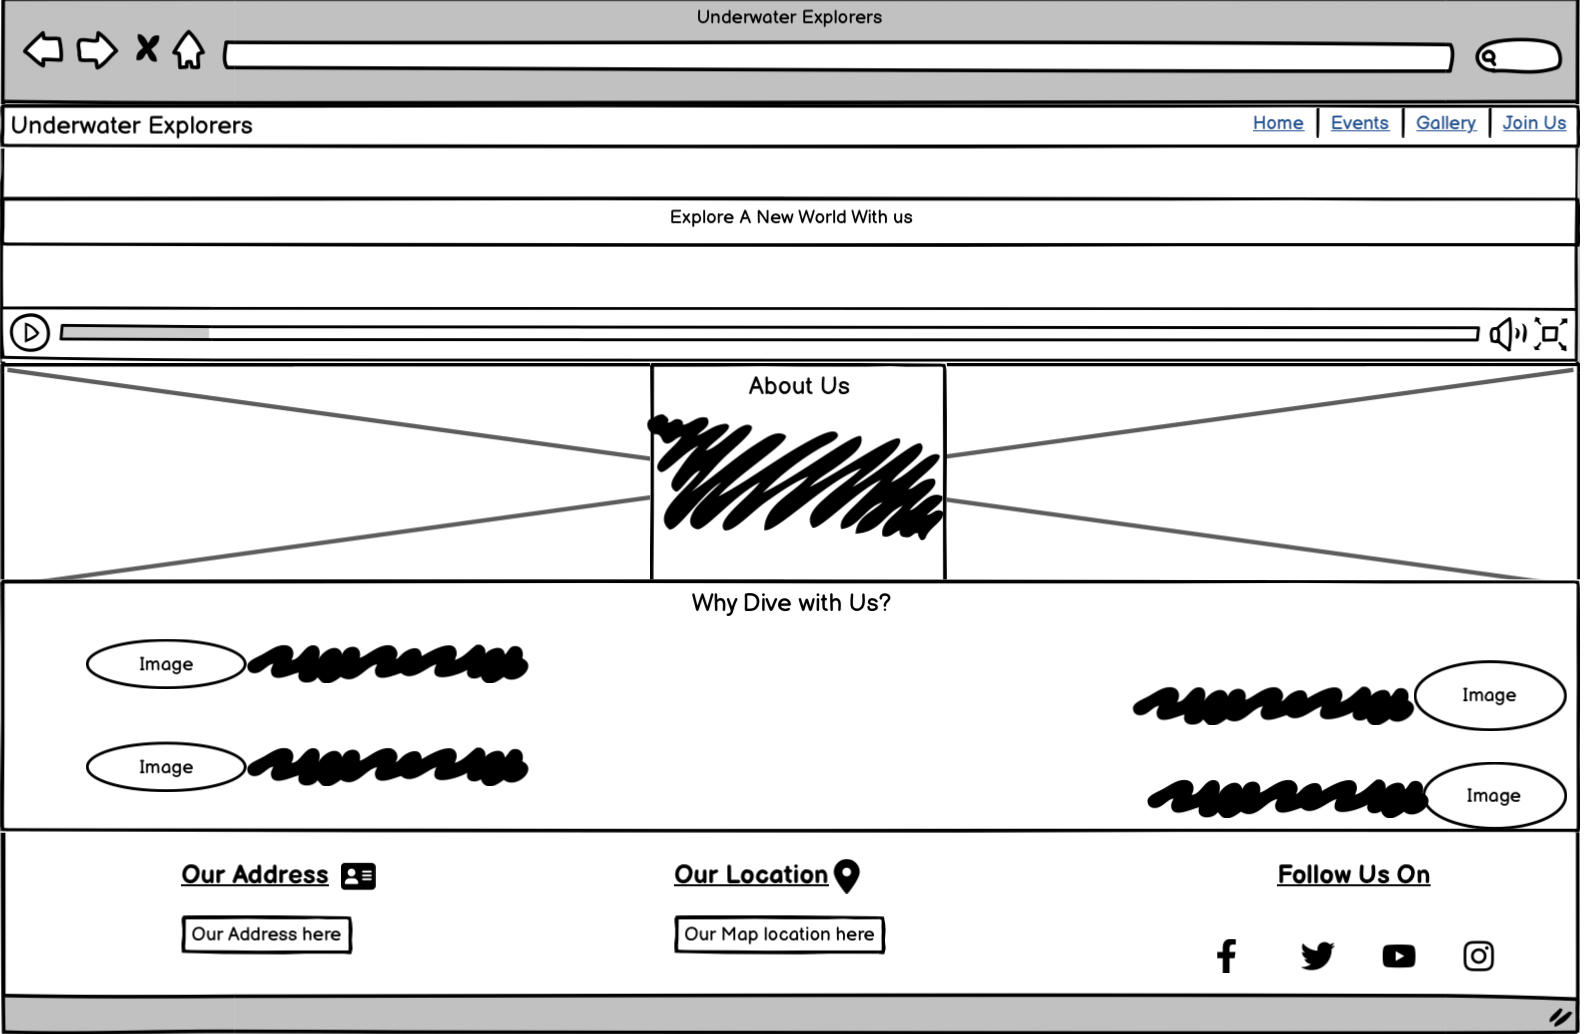 Underwater Explorers
Underwater Explorers
Home Events Gallery Join Us
Explore A New World With us
About Us
Why Dive with Us?
Image
Image
Image
Image
Our Address
Our Location
Follow Us On
Our Address here
Our Map location here